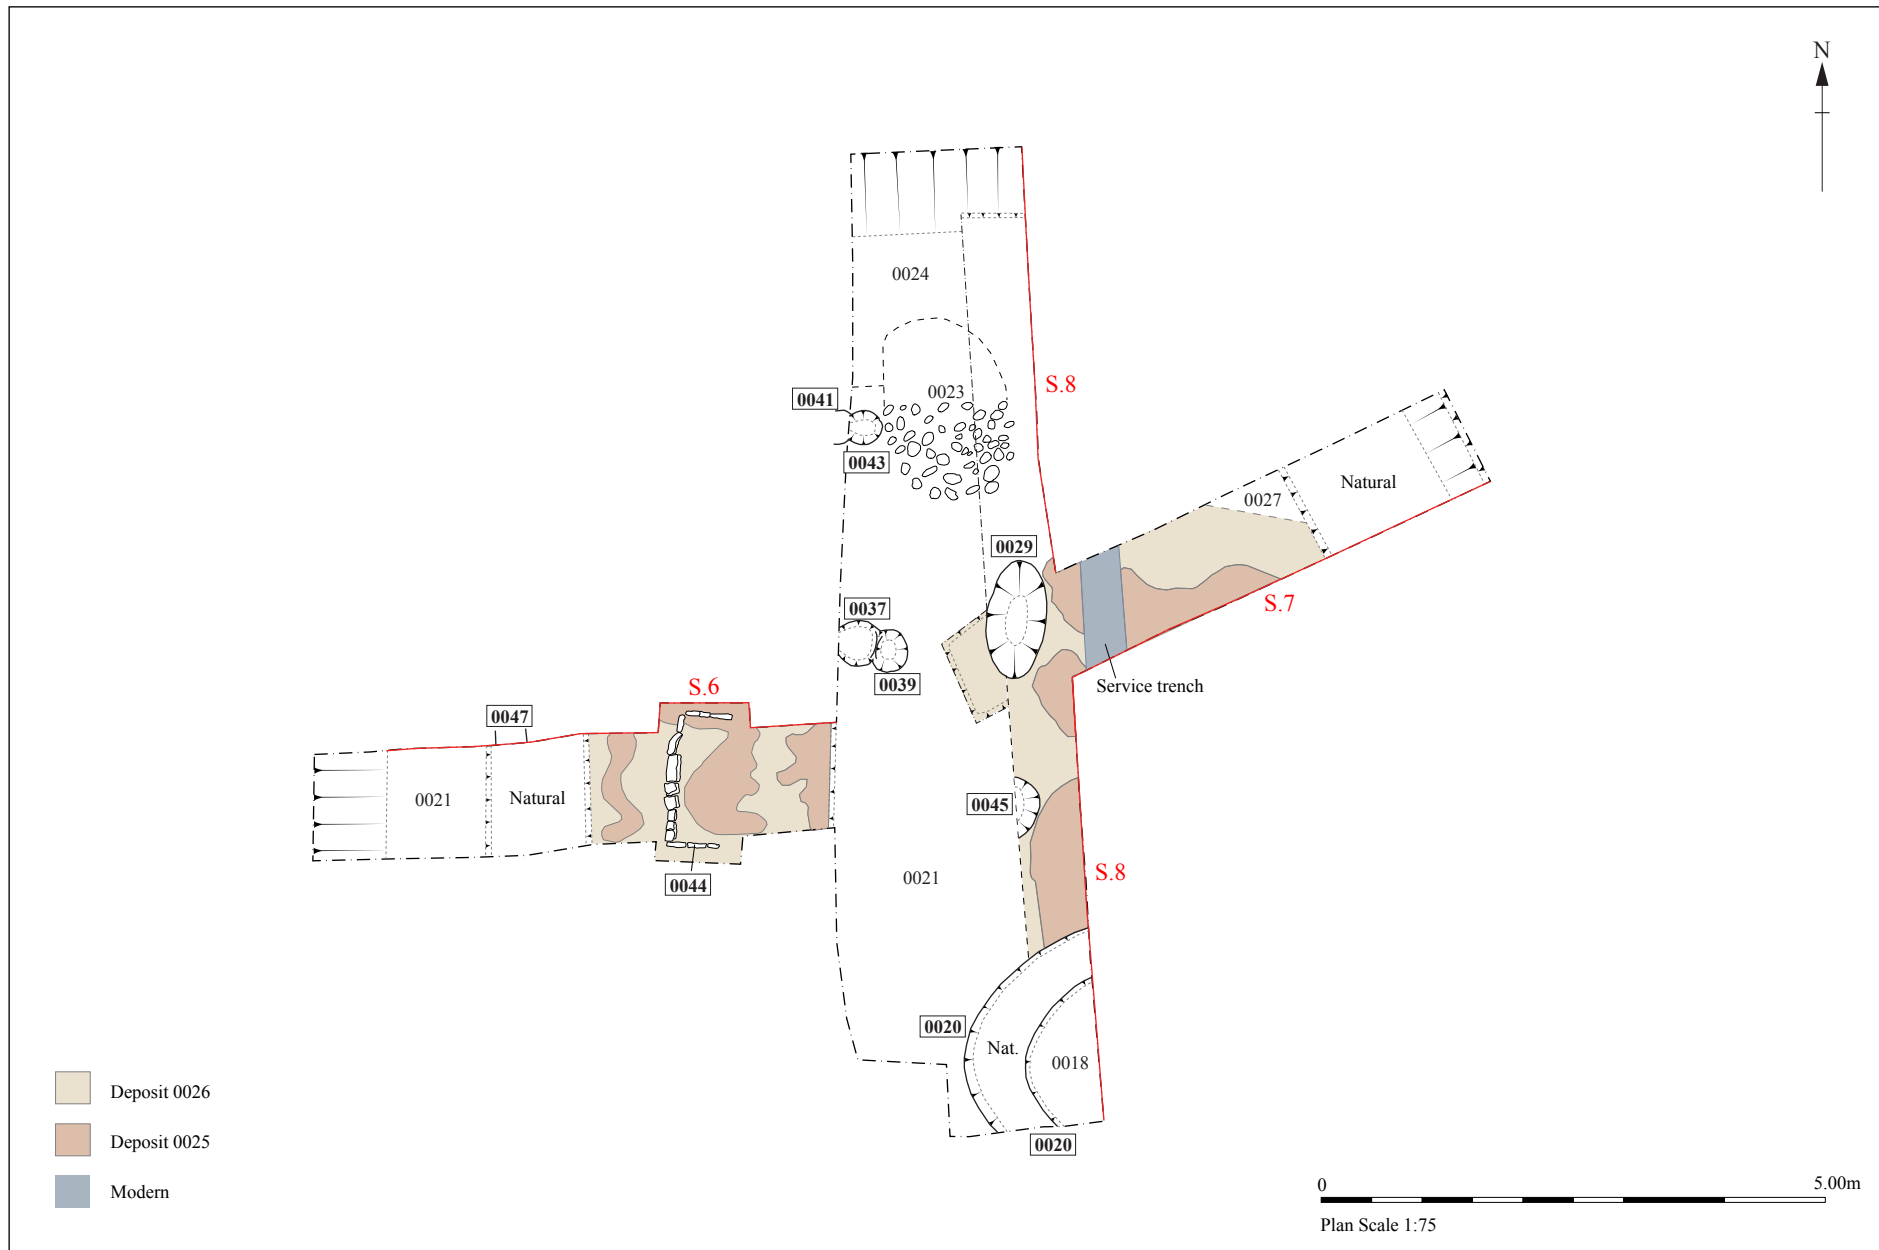 N
0024
S.8
0041
0023
0043
0027
Natural
0029
S.7
0037
0039
Service trench
S.6
0047
0021
Natural
0045
0044
0021
S.8
0020
Nat.
0018
0020
Deposit 0026
Deposit 0025
Modern
0
5.00m
Plan Scale 1:75